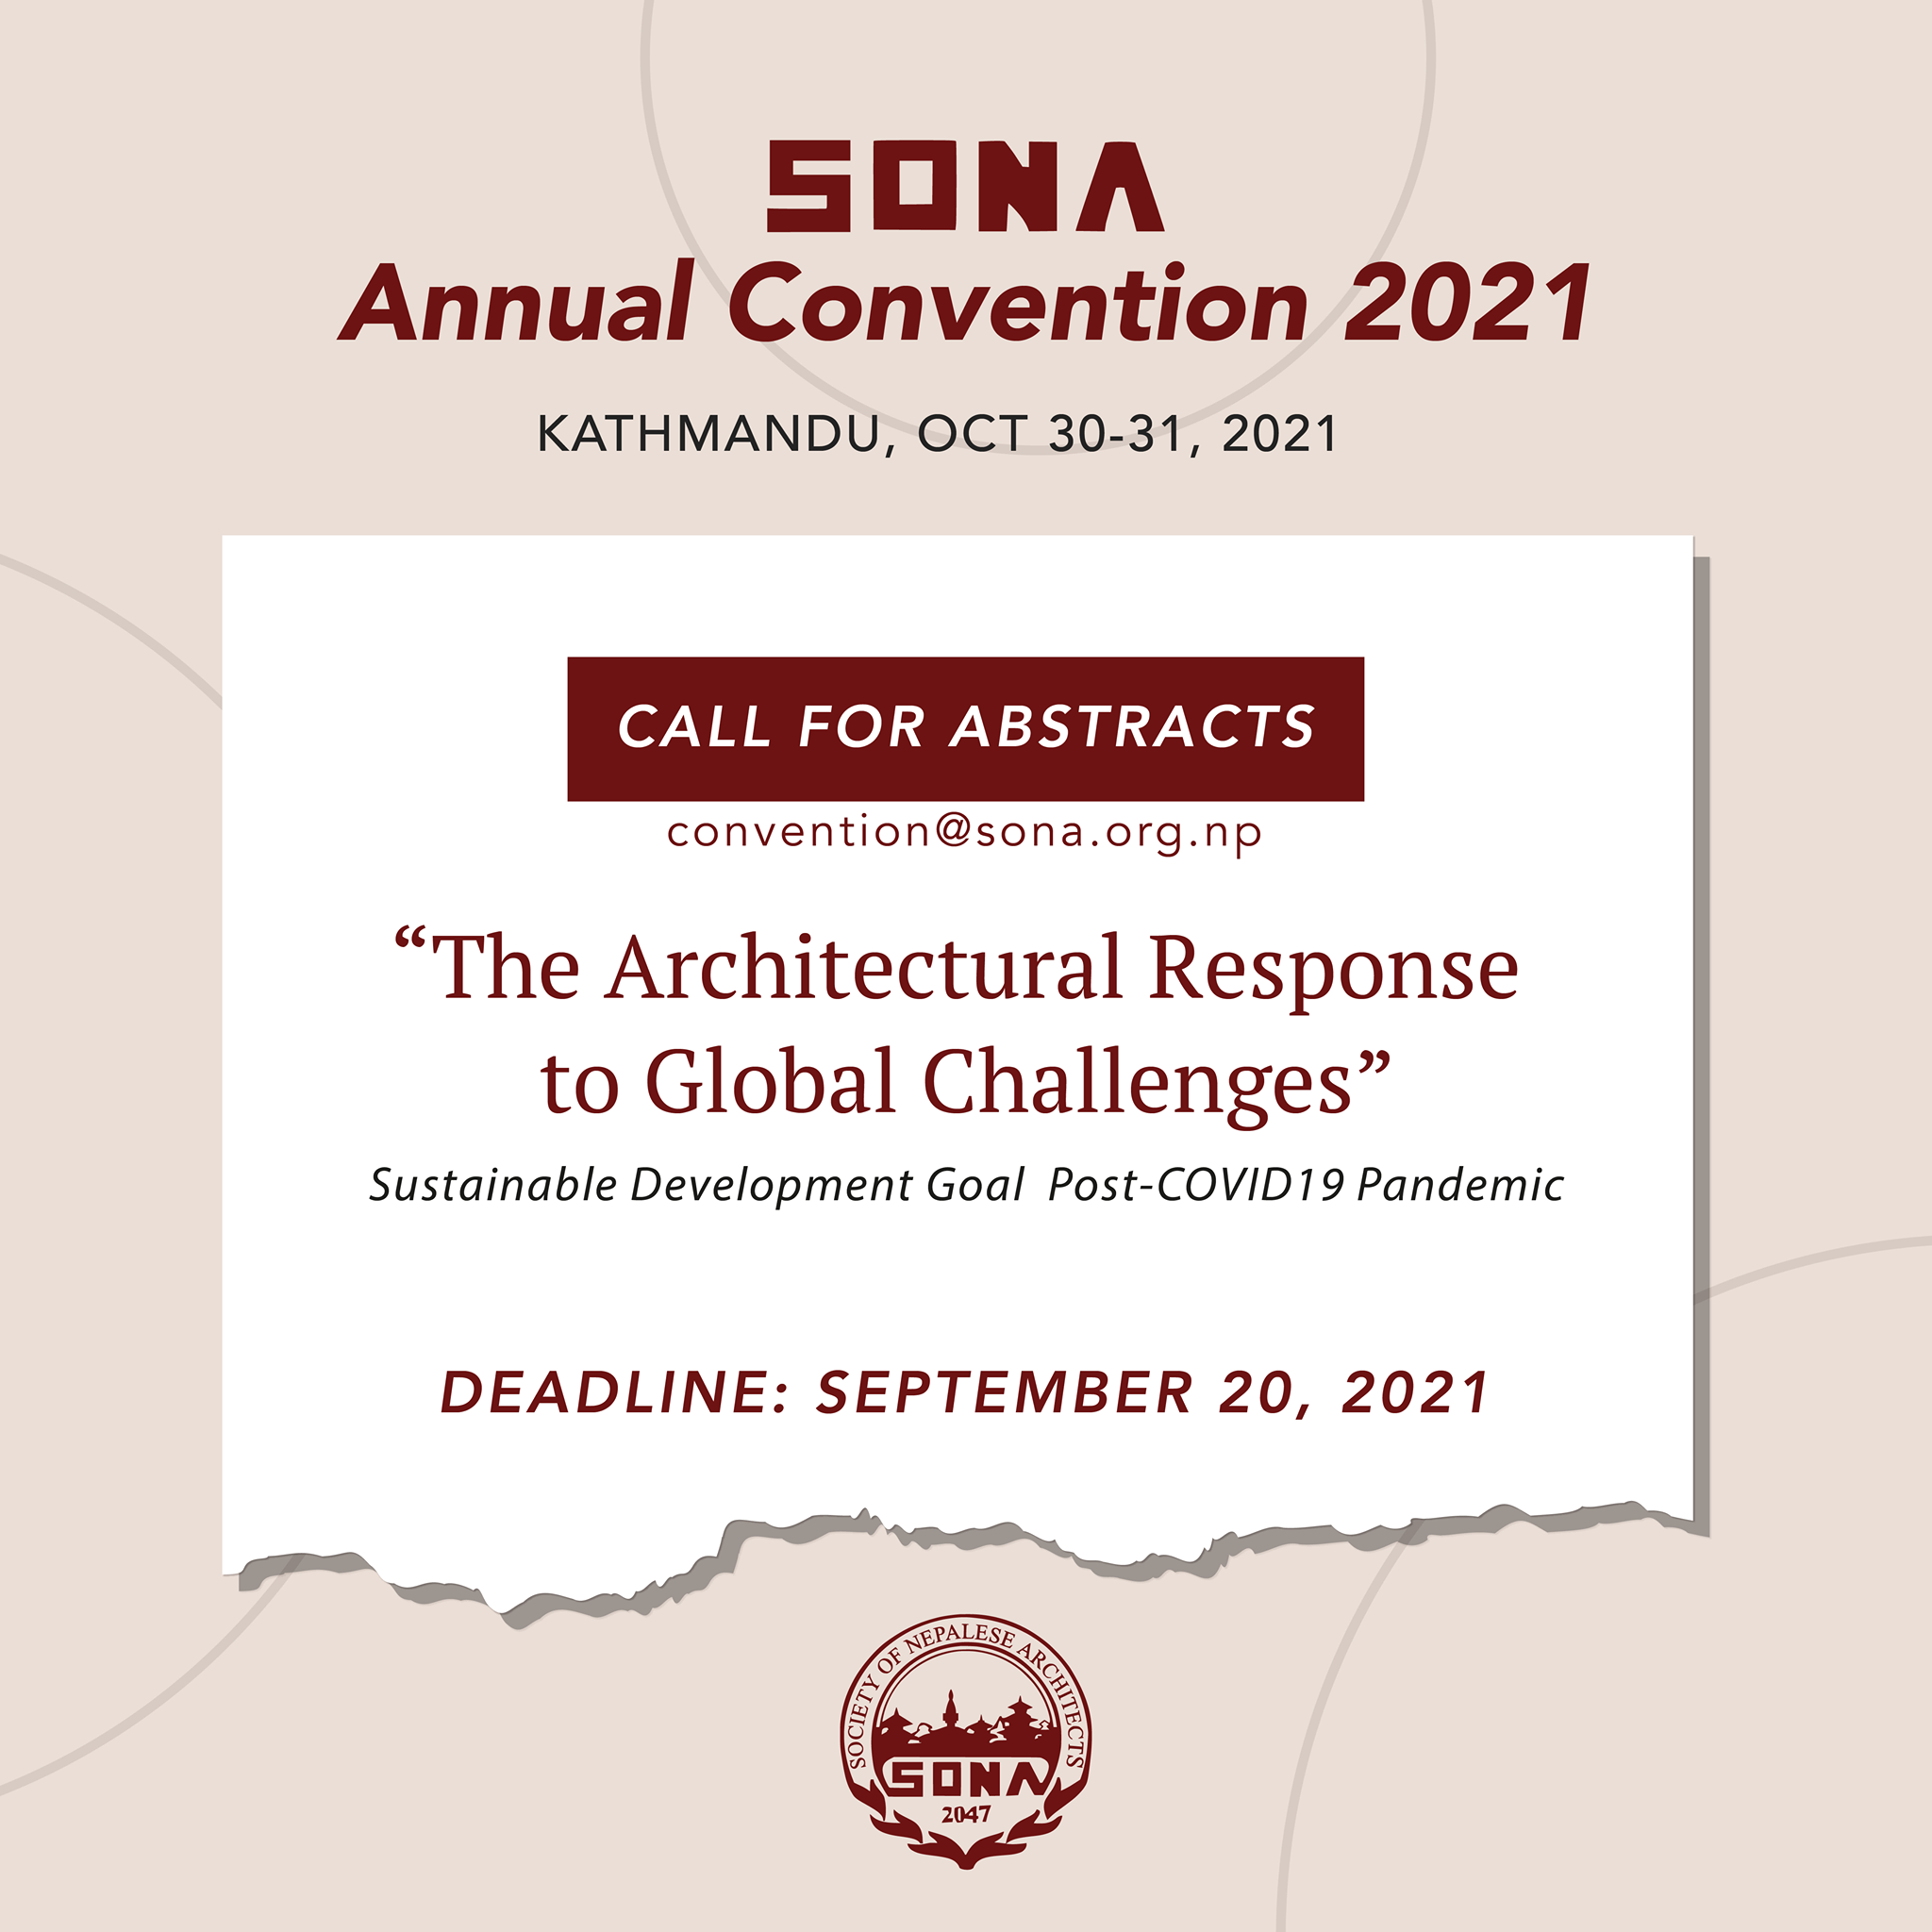 SONA
Annual Convention 2021
KATHMANDU, OCT 30-31, 2021
CALL FOR ABSTRACTS
convention@sona.org.np
“The Architectural Response
to Global Challenges”
Sustainable Development Goal Post-COVID19 Pandemic
DEADLINE: SEPTEMBER 20, 2021
SOCIETY OF NEPALESE ARCHITECTS
SONA
2047